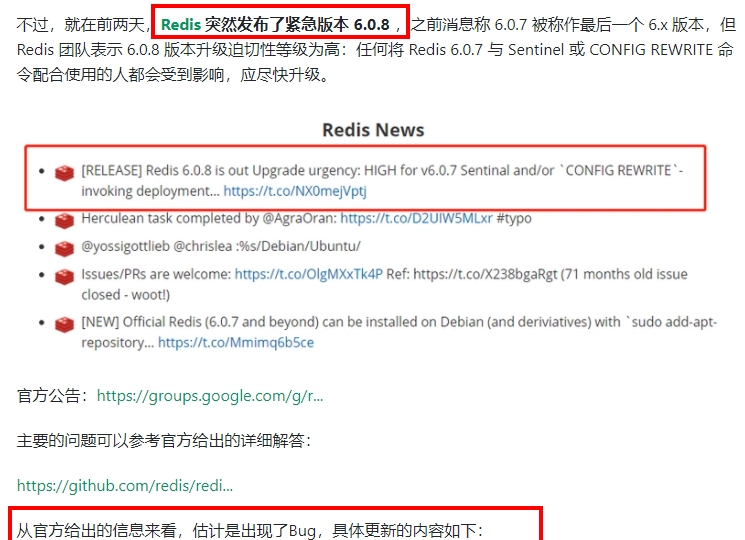 不过，就在前两天，Redis 突然发布了紧急版本 6.0.8 ，之前消息称 6.0.7 被称作最后一个 6.x 版本，但
Redis 团队表示 6.0.8 版本升级迫切性等级为高：任何将 Redis 6.0.7 与 Sentinel 或 CONFIG REWRITE 命
令配合使用的人都会受到影响，应尽快升级。
Redis News
[RELEASE] Redis 6.0.8 is out Upgrade urgency: HIGH for v6.0.7 Sentinal and/or `CONFIG REWRITE`-
invoking deployment... https://t.co/NX0mejVptj
Herculean task completed by @AgraOran: https://t.co/D2UIW5MLxr #typo
@yossigottlieb @chrislea :%s/Debian/Ubuntu/
Issues/PRs are welcome: https://t.co/OlgMXxTk4P Ref: https://t.co/X238bgaRgt (71 months old issue
closed - woot!)
[NEW] Official Redis (6.0.7 and beyond) can be installed on Debian (and deriviatives) with `sudo add-apt-
repository... https://t.co/Mmimq6b5ce
官方公告：https://groups.google.com/g/r...
主要的问题可以参考官方给出的详细解答：
https://github.com/redis/redi...
从官方给出的信息来看，估计是出现了Bug，具体更新的内容如下：